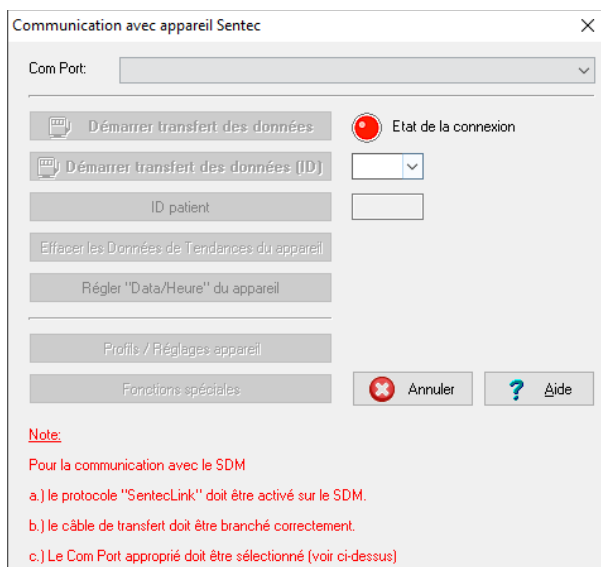 Communication avec appareil Sentec
Com Port:
Démarrer transfert des données
Etat de la connexion
Démarrer transfert des données (ID)
ID patient
Effacer les Données de Tendances du appareil
Régler "Data/Heure" du appareil
Profils / Réglages appareil
Fonctions spéciales
Annuler
Aide
Note:
Pour la communication avec le SDM
a.) le protocole "SentecLink" doit être activé sur le SDM.
b.) le câble de transfert doit être branché correctement.
c.) Le Com Port approprié doit être sélectionné (voir ci-dessus)